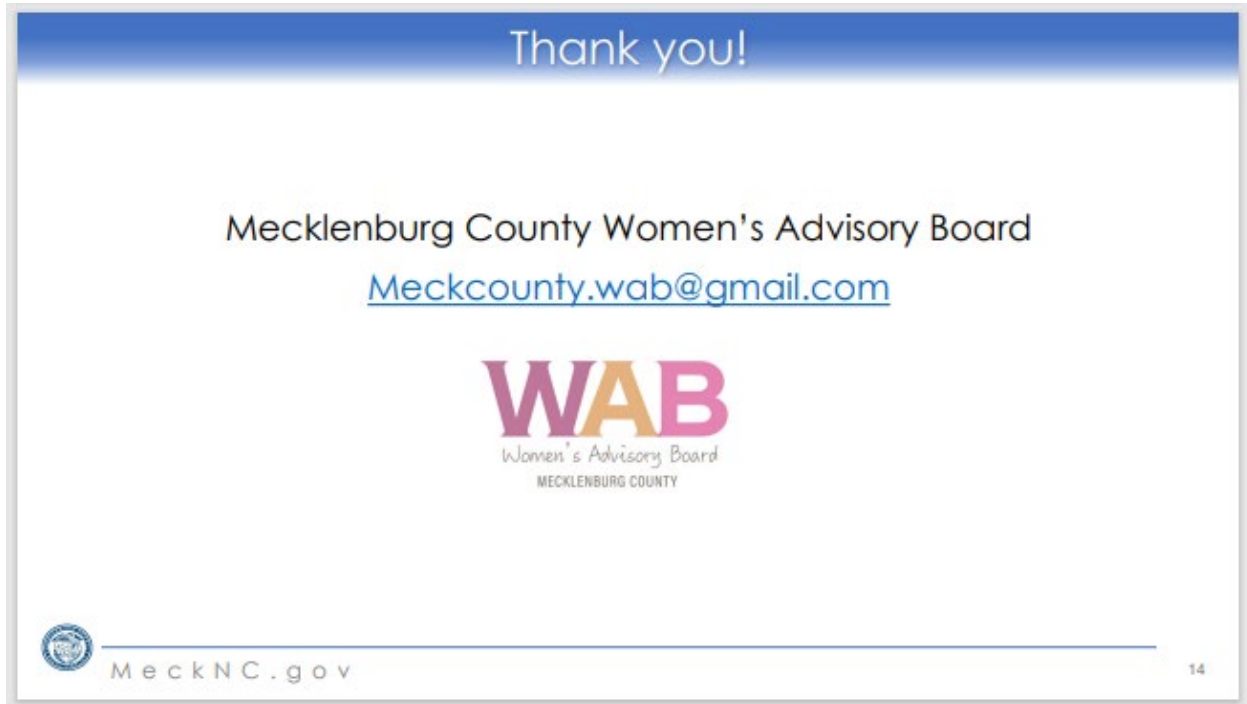 Thank you!
Mecklenburg County Women’s Advisory Board
Meckcounty.wab@gmail.com
WAB
Women's Advisory Board
MECKLENBURG COUNTY
MeckNC.gov
14